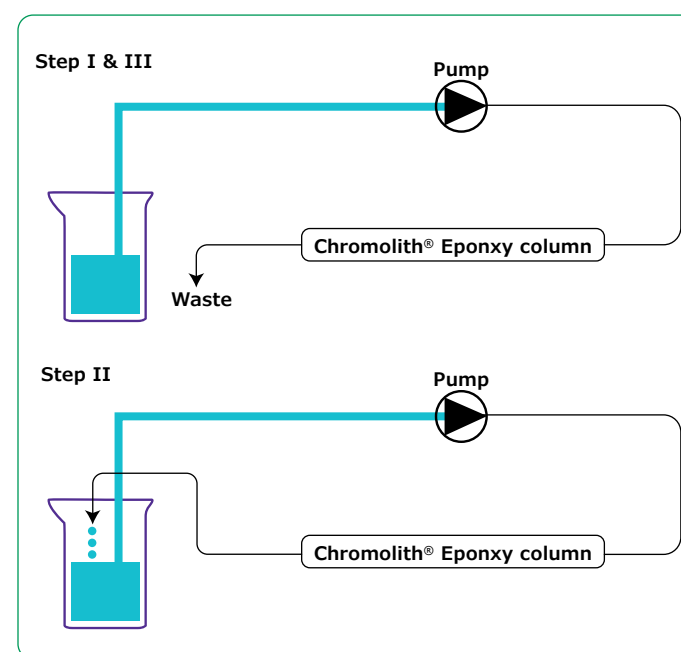 Step I & III
Pump
Chromolith® Eponxy column
Waste
Step II
Pump
Chromolith® Eponxy column